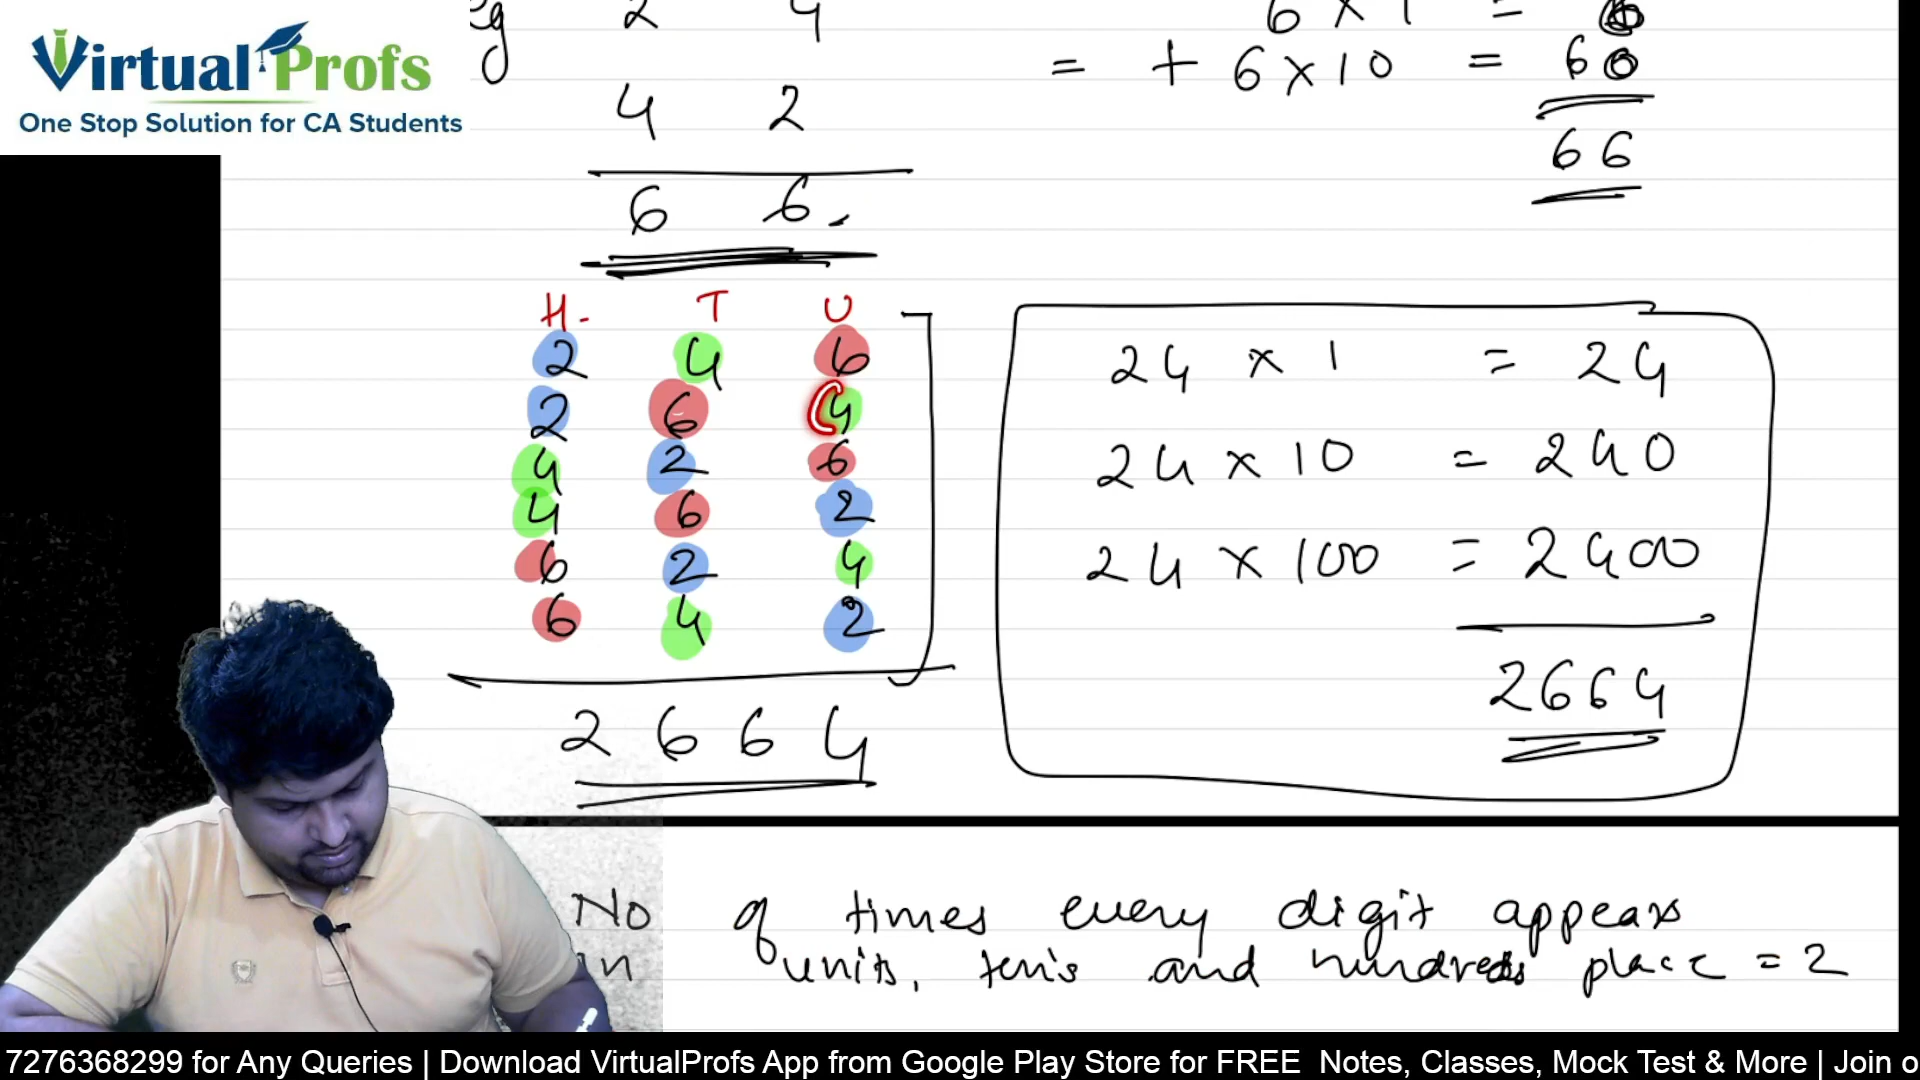 Virtual Profs
One Stop Solution for CA Students
eg 2 4
4 2
6 6.
6 x 1 = 6
= + 6 x 10 = 60
66
H. T U
2 4 6
2 6 4
4 2 6
4 6 2
6 2 4
6 4 2
2 6 6 4
24 x 1 = 24
24 x 10 = 240
24 x 100 = 2400
2664
No of times every digit appears
in units, ten's and hundreds place = 2
7276368299 for Any Queries | Download VirtualProfs App from Google Play Store for FREE Notes, Classes, Mock Test & More | Join o